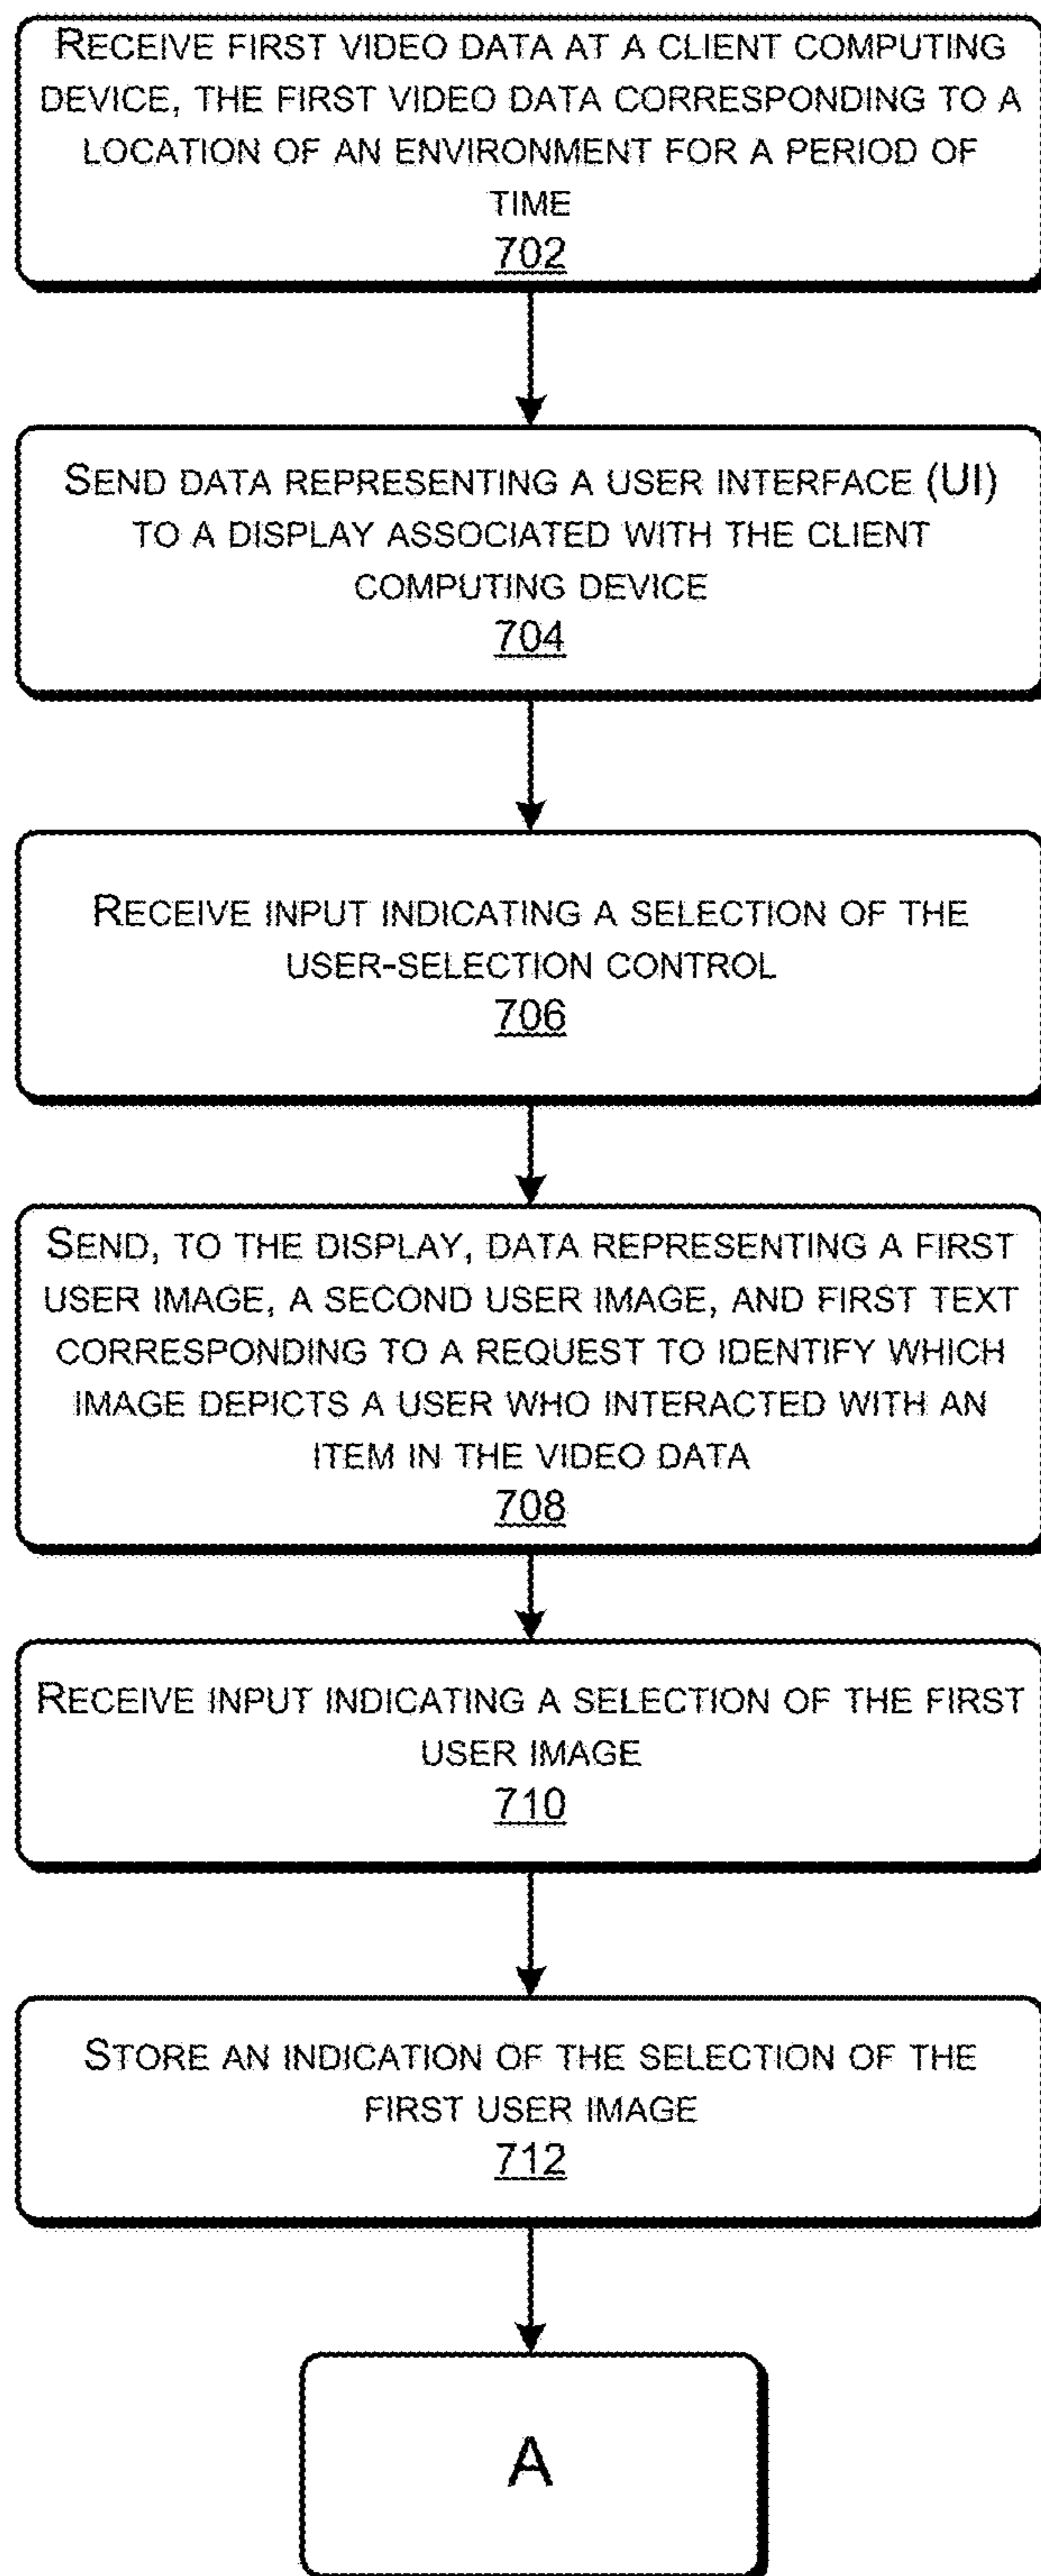 RECEIVE FIRST VIDEO DATA AT A CLIENT COMPUTING
DEVICE, THE FIRST VIDEO DATA CORRESPONDING TO A
LOCATION OF AN ENVIRONMENT FOR A PERIOD OF
TIME
702
SEND DATA REPRESENTING A USER INTERFACE (UI)
TO A DISPLAY ASSOCIATED WITH THE CLIENT
COMPUTING DEVICE
704
RECEIVE INPUT INDICATING A SELECTION OF THE
USER-SELECTION CONTROL
706
SEND, TO THE DISPLAY, DATA REPRESENTING A FIRST
USER IMAGE, A SECOND USER IMAGE, AND FIRST TEXT
CORRESPONDING TO A REQUEST TO IDENTIFY WHICH
IMAGE DEPICTS A USER WHO INTERACTED WITH AN
ITEM IN THE VIDEO DATA
708
RECEIVE INPUT INDICATING A SELECTION OF THE FIRST
USER IMAGE
710
STORE AN INDICATION OF THE SELECTION OF THE
FIRST USER IMAGE
712
A